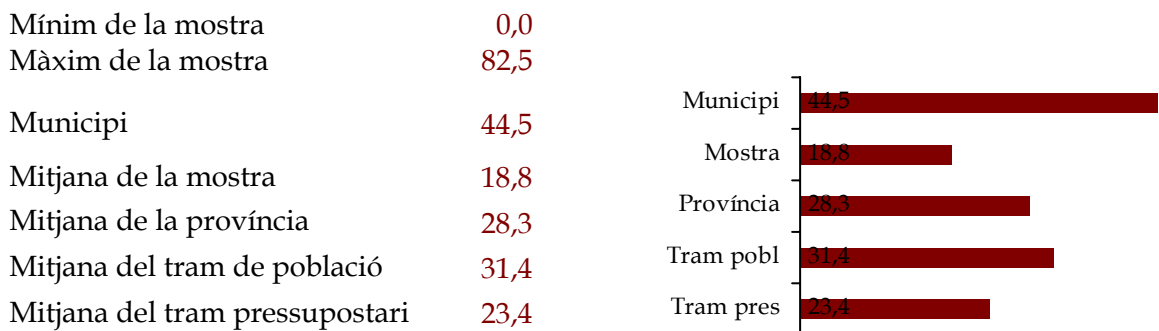 Mínim de la mostra 0,0
Màxim de la mostra 82,5
Municipi 44,5
Mitjana de la mostra 18,8
Mitjana de la província 28,3
Mitjana del tram de població 31,4
Mitjana del tram pressupostari 23,4
Municipi 44,5
Mostra 18,8
Província 28,3
Tram pobl 31,4
Tram pres 23,4